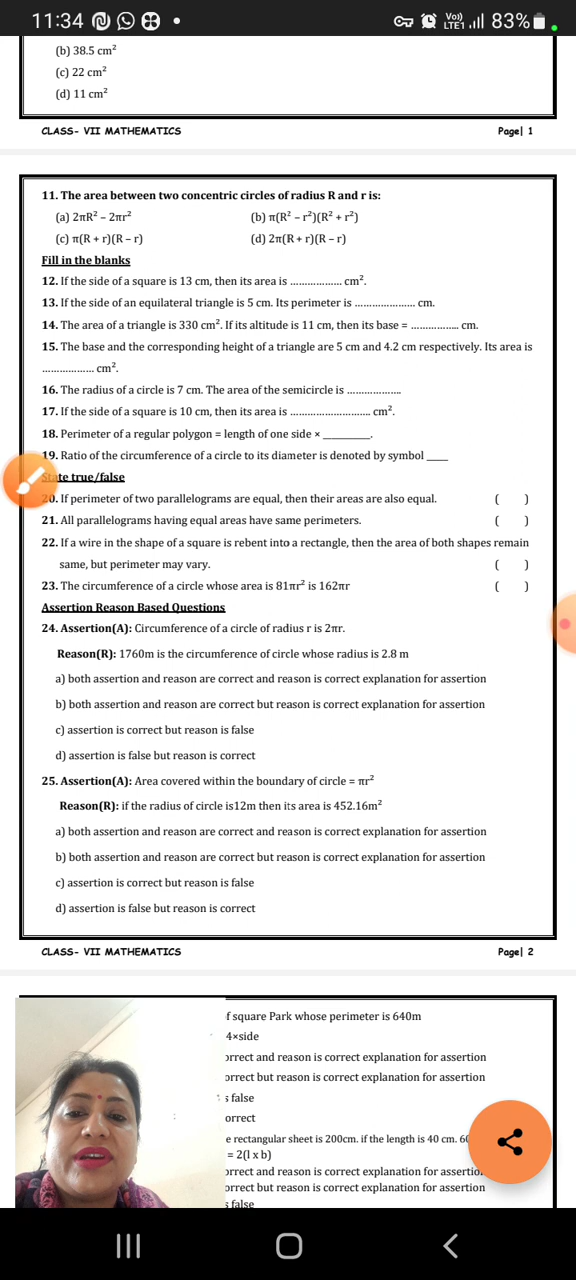 11:34
Vo))
LTE1
83%
(b) 38.5 cm²
(c) 22 cm²
(d) 11 cm²
CLASS- VII MATHEMATICS Page| 1
11. The area between two concentric circles of radius R and r is:
(a) 2πR² – 2πr² (b) π(R² – r²)(R² + r²)
(c) π(R + r)(R – r) (d) 2π(R + r)(R – r)
Fill in the blanks
12. If the side of a square is 13 cm, then its area is .................. cm².
13. If the side of an equilateral triangle is 5 cm. Its perimeter is ..................... cm.
14. The area of a triangle is 330 cm². If its altitude is 11 cm, then its base = ................. cm.
15. The base and the corresponding height of a triangle are 5 cm and 4.2 cm respectively. Its area is
.................. cm².
16. The radius of a circle is 7 cm. The area of the semicircle is ...................
17. If the side of a square is 10 cm, then its area is ............................ cm².
18. Perimeter of a regular polygon = length of one side × _________.
19. Ratio of the circumference of a circle to its diameter is denoted by symbol ____
State true/false
20. If perimeter of two parallelograms are equal, then their areas are also equal. ( )
21. All parallelograms having equal areas have same perimeters. ( )
22. If a wire in the shape of a square is rebent into a rectangle, then the area of both shapes remain
same, but perimeter may vary. ( )
23. The circumference of a circle whose area is 81πr² is 162πr ( )
Assertion Reason Based Questions
24. Assertion(A): Circumference of a circle of radius r is 2πr.
Reason(R): 1760m is the circumference of circle whose radius is 2.8 m
a) both assertion and reason are correct and reason is correct explanation for assertion
b) both assertion and reason are correct but reason is correct explanation for assertion
c) assertion is correct but reason is false
d) assertion is false but reason is correct
25. Assertion(A): Area covered within the boundary of circle = πr²
Reason(R): if the radius of circle is12m then its area is 452.16m²
a) both assertion and reason are correct and reason is correct explanation for assertion
b) both assertion and reason are correct but reason is correct explanation for assertion
c) assertion is correct but reason is false
d) assertion is false but reason is correct
CLASS- VII MATHEMATICS Page| 2
f square Park whose perimeter is 640m
4×side
orrect and reason is correct explanation for assertion
orrect but reason is correct explanation for assertion
s false
orrect
e rectangular sheet is 200cm. if the length is 40 cm.
= 2(l x b)
orrect and reason is correct explanation for
orrect but reason is correct explanation for assertion
s false